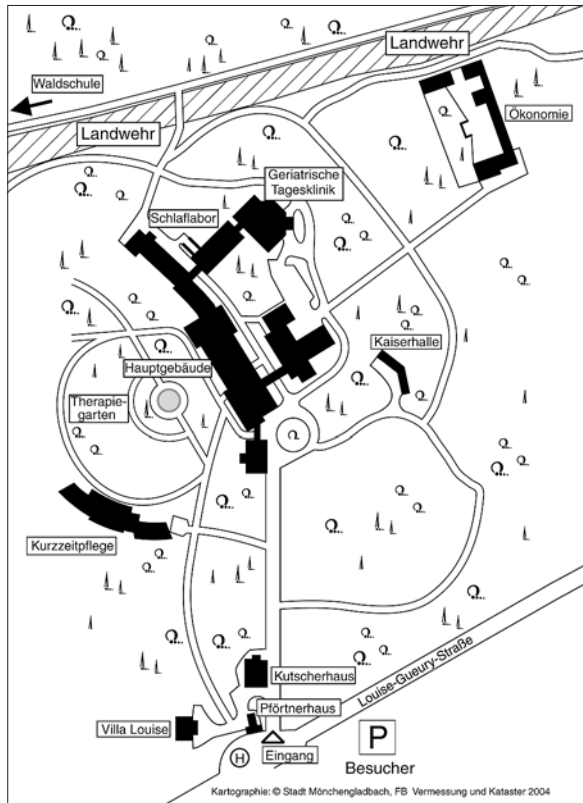 Landwehr
Waldschule
Ökonomie
Landwehr
Geriatrische
Tagesklinik
Schlaflabor
Kaiserhalle
Hauptgebäude
Therapie-
garten
Kurzzeitpflege
Louise-Gueury-Straße
Kutscherhaus
Pförtnerhaus
Villa Louise
P
H
Eingang
Besucher
Kartographie: © Stadt Mönchengladbach, FB Vermessung und Kataster 2004